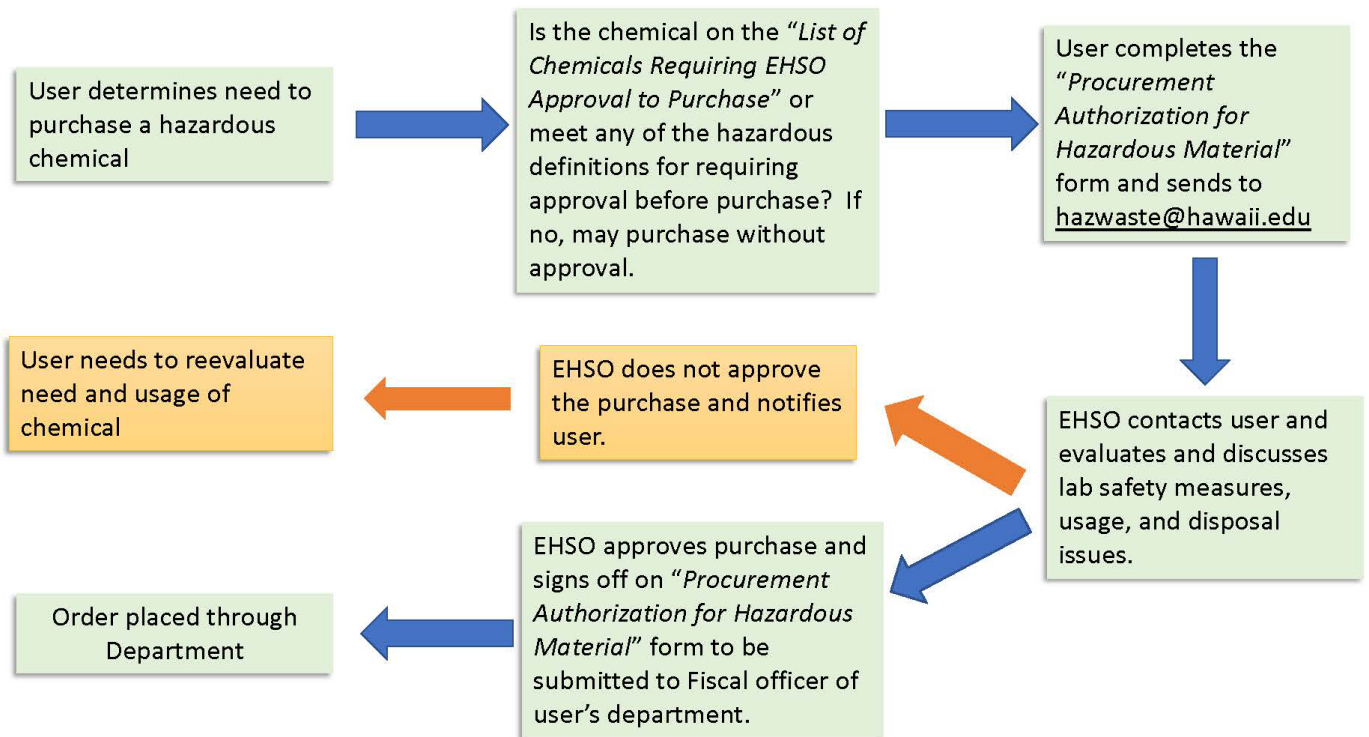 User determines need to
purchase a hazardous
chemical
Is the chemical on the “List of
Chemicals Requiring EHSO
Approval to Purchase” or
meet any of the hazardous
definitions for requiring
approval before purchase?  If
no, may purchase without
approval.
User completes the
“Procurement
Authorization for
Hazardous Material”
form and sends to
hazwaste@hawaii.edu
EHSO contacts user and
evaluates and discusses
lab safety measures,
usage, and disposal
issues.
EHSO does not approve
the purchase and notifies
user.
User needs to reevaluate
need and usage of
chemical
EHSO approves purchase and
signs off on “Procurement
Authorization for Hazardous
Material” form to be
submitted to Fiscal officer of
user’s department.
Order placed through
Department